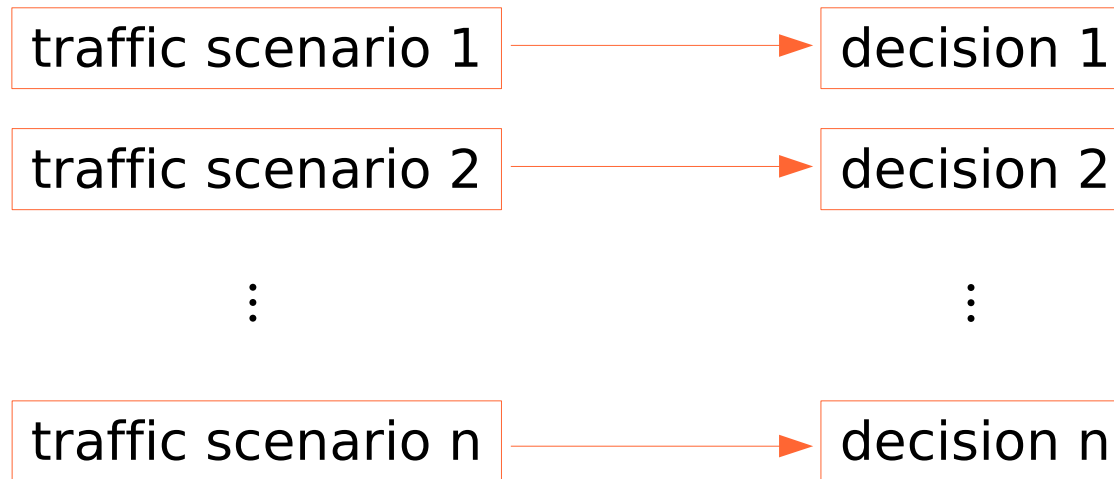 traffic scenario 1 decision 1
traffic scenario 2 decision 2
⋮ ⋮
traffic scenario n decision n